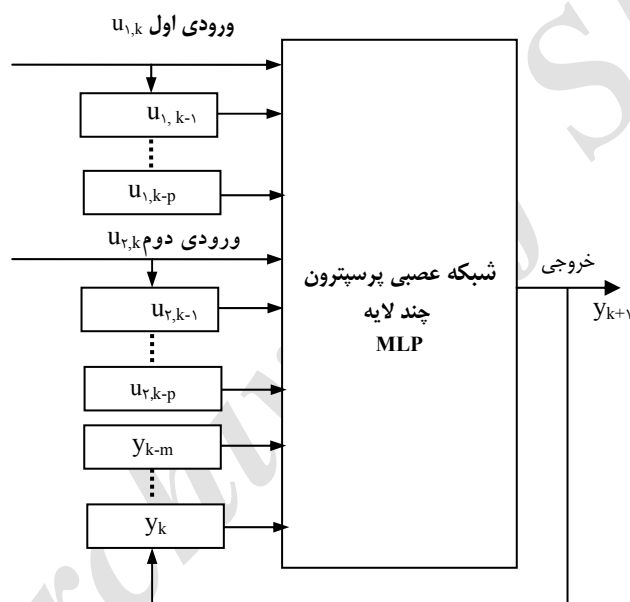 ورودی اول u۱,k
u۱, k-۱
u۱,k-p
ورودی دوم u۲,k
u۲,k-۱
u۲,k-p
yk-m
yk
شبکه عصبی پرسپترون
چند لایه
MLP
خروجی
yk+۱